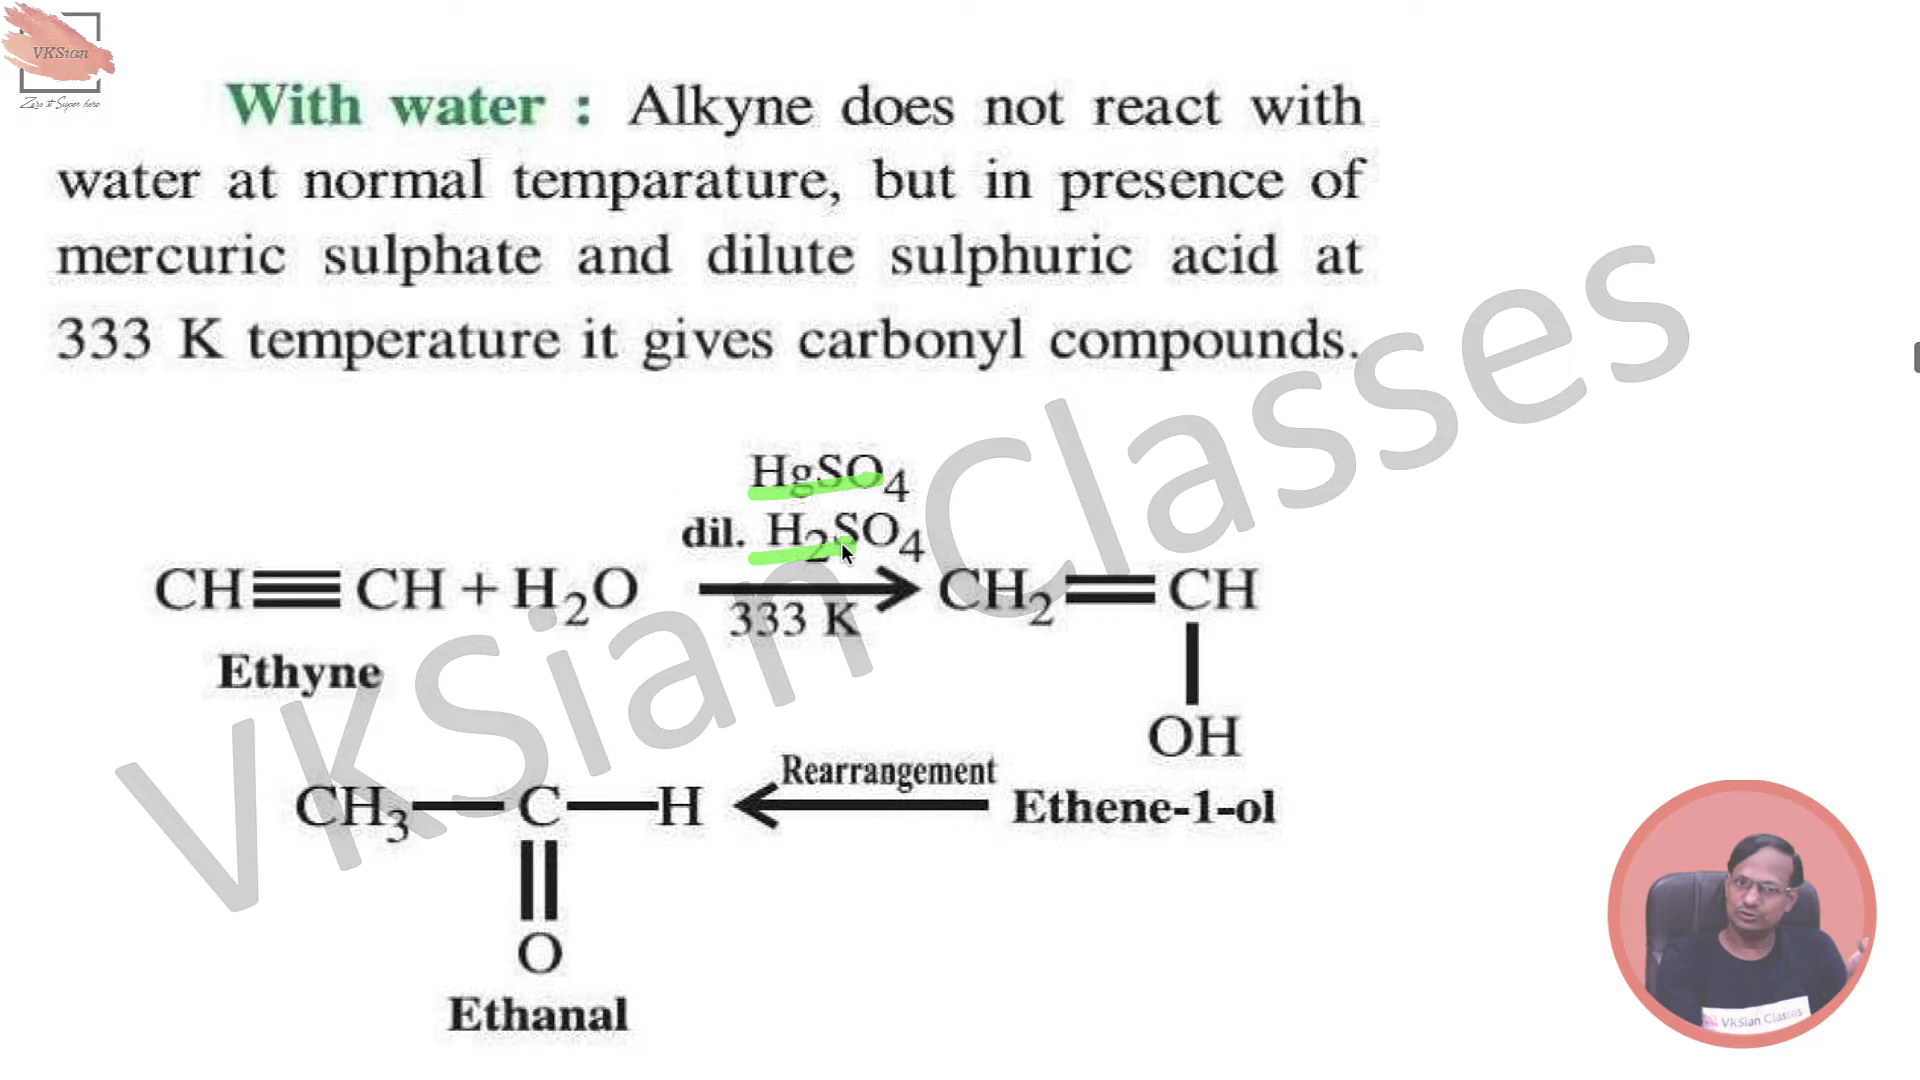 VKSian
Zero to Super hero
With water : Alkyne does not react with
water at normal temparature, but in presence of
mercuric sulphate and dilute sulphuric acid at
333 K temperature it gives carbonyl compounds.
HgSO4
dil. H2SO4
CH≡CH + H2O → CH2=CH
333 K
Ethyne
OH
Rearrangement
CH3—C—H ← Ethene-1-ol
O
Ethanal
VKSian Classes
VKSian Classes